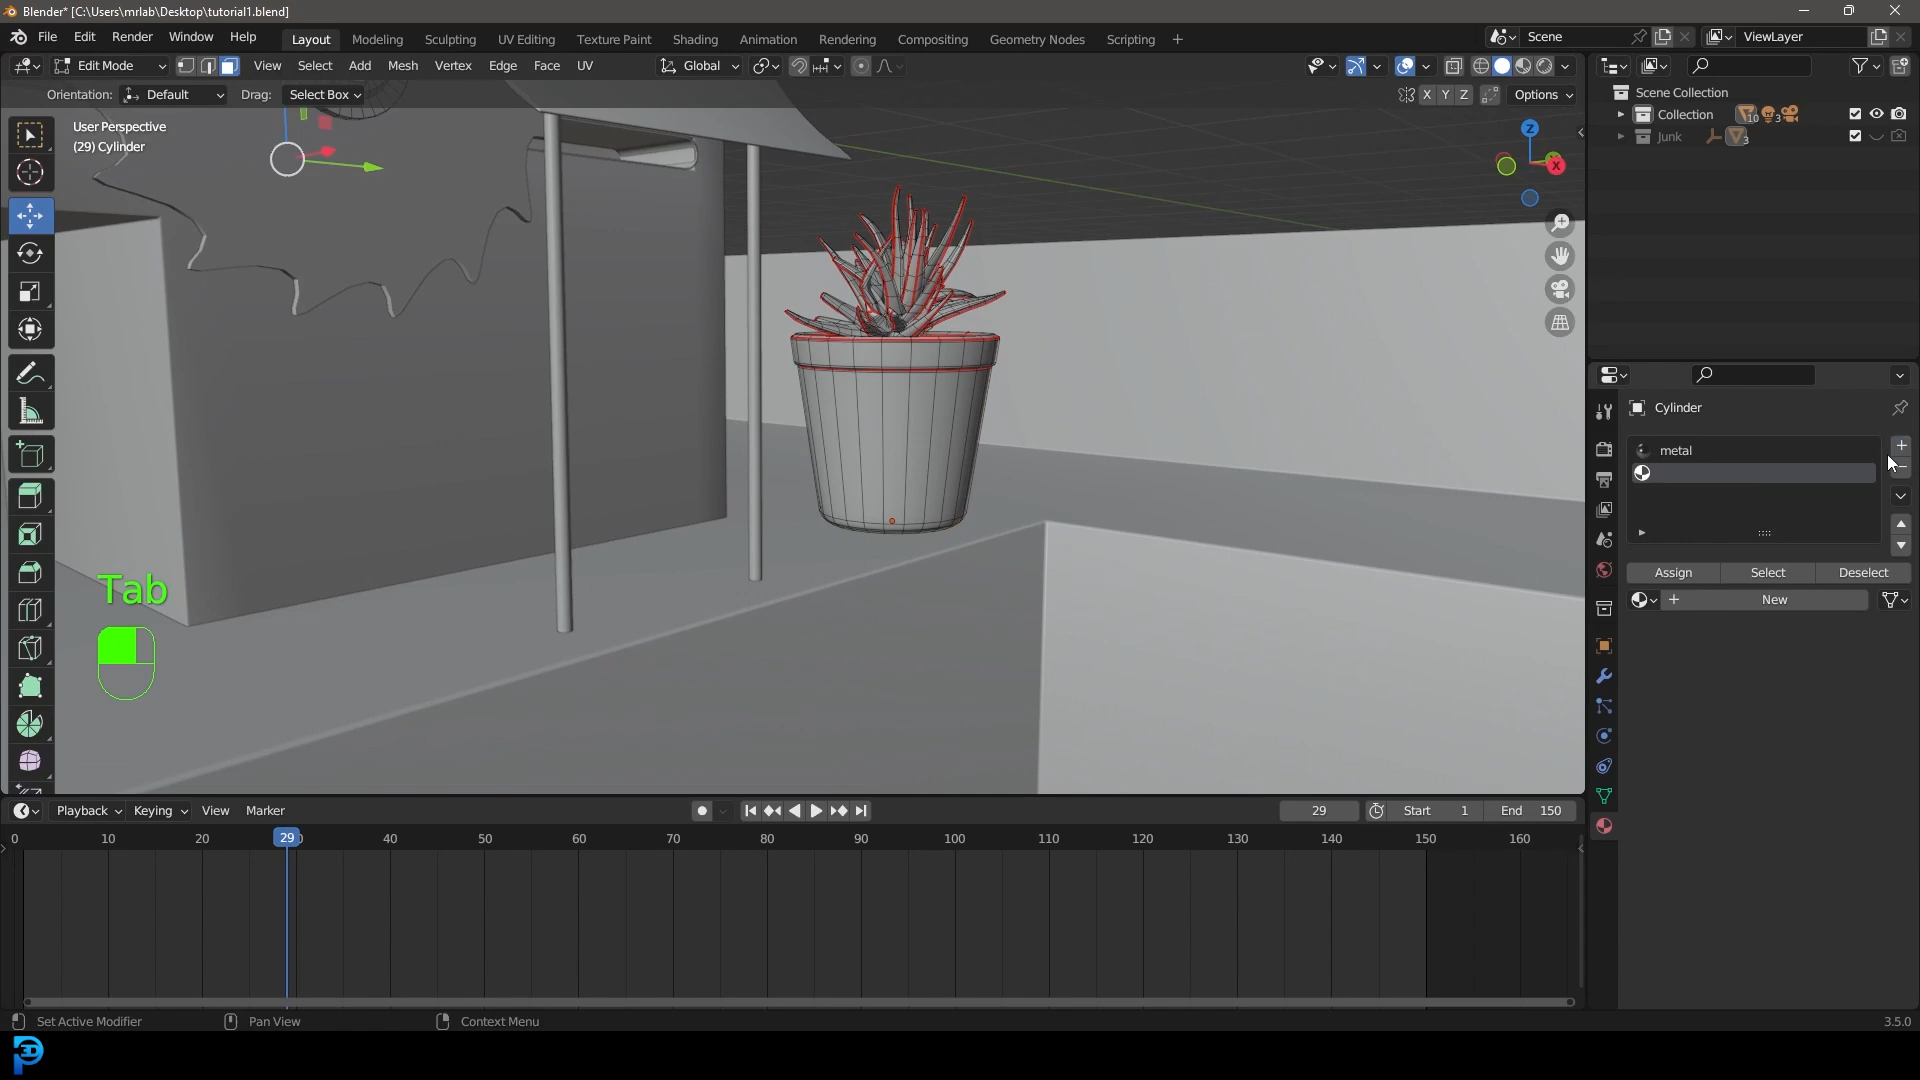 Blender* [C:\Users\mrlab\Desktop\tutorial1.blend]
File Edit Render Window Help Layout Modeling Sculpting UV Editing Texture Paint Shading Animation Rendering Compositing Geometry Nodes Scripting + Scene ViewLayer
Edit Mode View Select Add Mesh Vertex Edge Face UV Global
Orientation: Default Drag: Select Box X Y Z Options
User Perspective
(29) Cylinder
Z
X
Scene Collection
Collection 10 3
Junk 3
Cylinder
metal
Assign Select Deselect
+ New
Tab
Playback Keying View Marker 29 Start 1 End 150
0 10 20 29 40 50 60 70 80 90 100 110 120 130 140 150 160
Set Active Modifier Pan View Context Menu 3.5.0
3D